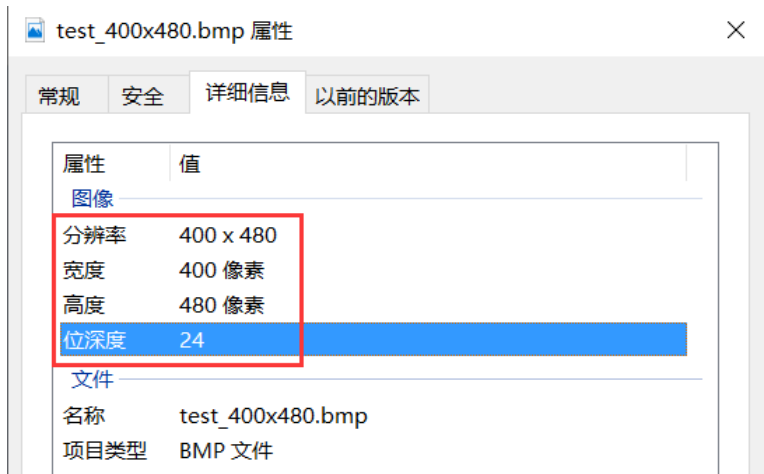 test_400x480.bmp 属性
常规 安全 详细信息 以前的版本
属性 值
图像
分辨率 400 x 480
宽度 400 像素
高度 480 像素
位深度 24
文件
名称 test_400x480.bmp
项目类型 BMP 文件